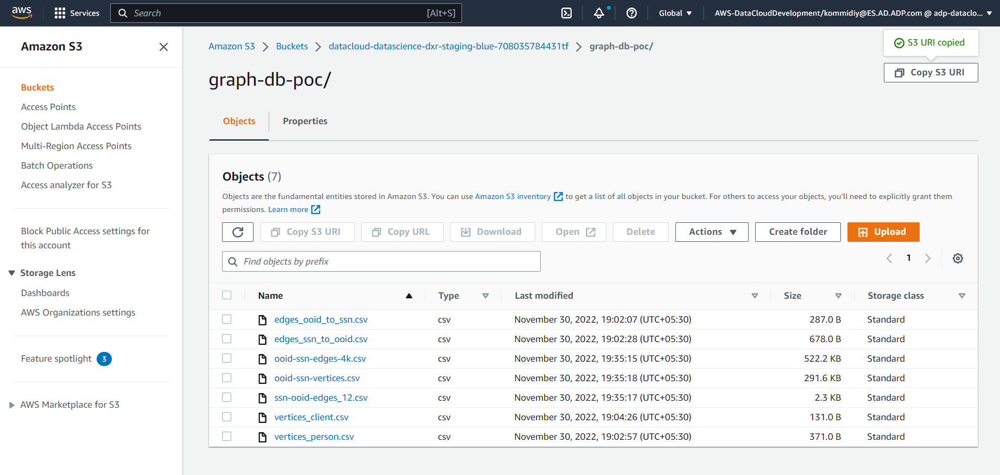 aws
Services
Search
[Alt+S]
Global
AWS-DataCloudDevelopment/kommidiy@ES.AD.ADP.com @ adp-dataclo...
Amazon S3
Buckets
Access Points
Object Lambda Access Points
Multi-Region Access Points
Batch Operations
Access analyzer for S3
Block Public Access settings for
this account
Storage Lens
Dashboards
AWS Organizations settings
Feature spotlight 3
AWS Marketplace for S3
Amazon S3 Buckets datacloud-datascience-dxr-staging-blue-708035784431tf graph-db-poc/
S3 URI copied
graph-db-poc/
Copy S3 URI
Objects Properties
Objects (7)
Objects are the fundamental entities stored in Amazon S3. You can use Amazon S3 inventory to get a list of all objects in your bucket. For others to access your objects, you’ll need to explicitly grant them
permissions. Learn more
Copy S3 URI Copy URL Download Open Delete Actions Create folder Upload
Find objects by prefix
1
Name Type Last modified Size Storage class
edges_ooid_to_ssn.csv csv November 30, 2022, 19:02:07 (UTC+05:30) 287.0 B Standard
edges_ssn_to_ooid.csv csv November 30, 2022, 19:02:28 (UTC+05:30) 678.0 B Standard
ooid-ssn-edges-4k.csv csv November 30, 2022, 19:35:15 (UTC+05:30) 522.2 KB Standard
ooid-ssn-vertices.csv csv November 30, 2022, 19:35:18 (UTC+05:30) 291.6 KB Standard
ssn-ooid-edges_12.csv csv November 30, 2022, 19:35:17 (UTC+05:30) 2.3 KB Standard
vertices_client.csv csv November 30, 2022, 19:04:26 (UTC+05:30) 131.0 B Standard
vertices_person.csv csv November 30, 2022, 19:02:57 (UTC+05:30) 371.0 B Standard